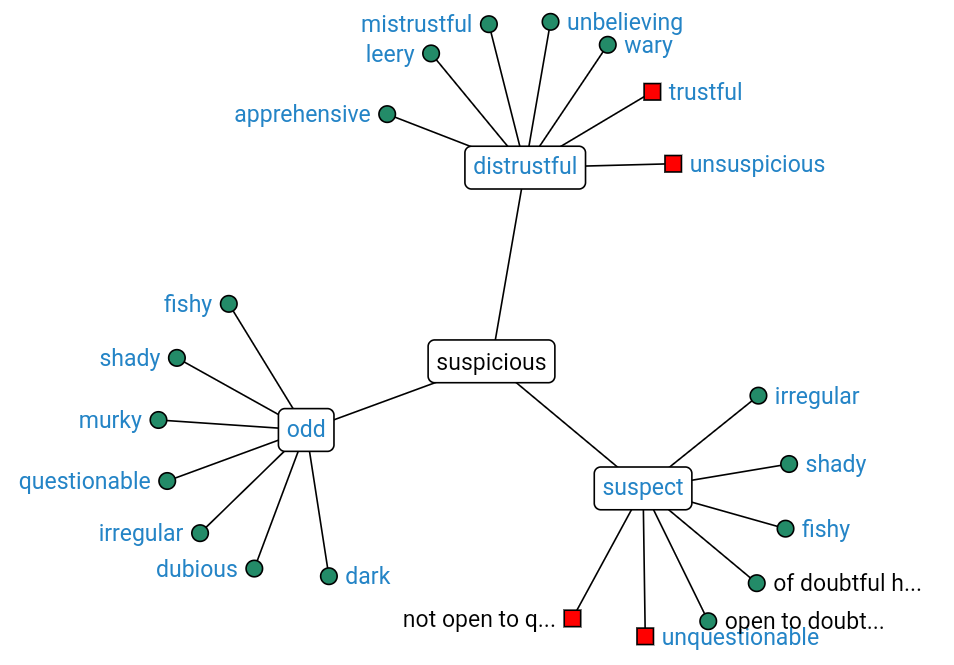 mistrustful
unbelieving
leery
wary
trustful
apprehensive
distrustful
unsuspicious
fishy
shady
suspicious
murky
irregular
odd
shady
questionable
suspect
irregular
fishy
dubious
dark
of doubtful h...
not open to q...
open to doubt...
unquestionable